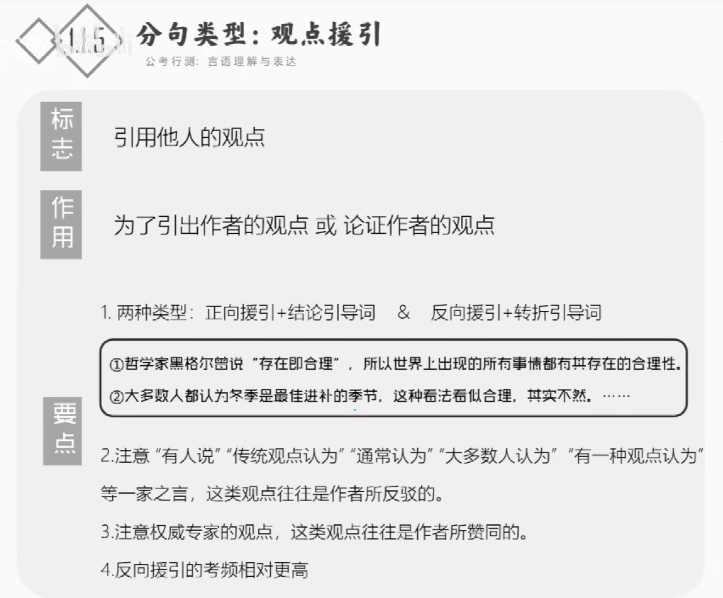 1.1.5 分句类型：观点援引
公考行测：言语理解与表达
标志
引用他人的观点
作用
为了引出作者的观点 或 论证作者的观点
要点
1. 两种类型：正向援引+结论引导词 & 反向援引+转折引导词
①哲学家黑格尔曾说“存在即合理”，所以世界上出现的所有事情都有其存在的合理性。
②大多数人都认为冬季是最佳进补的季节，这种看法看似合理，其实不然。……
2.注意“有人说”“传统观点认为”“通常认为”“大多数人认为”“有一种观点认为”
等一家之言，这类观点往往是作者所反驳的。
3.注意权威专家的观点，这类观点往往是作者所赞同的。
4.反向援引的考频相对更高